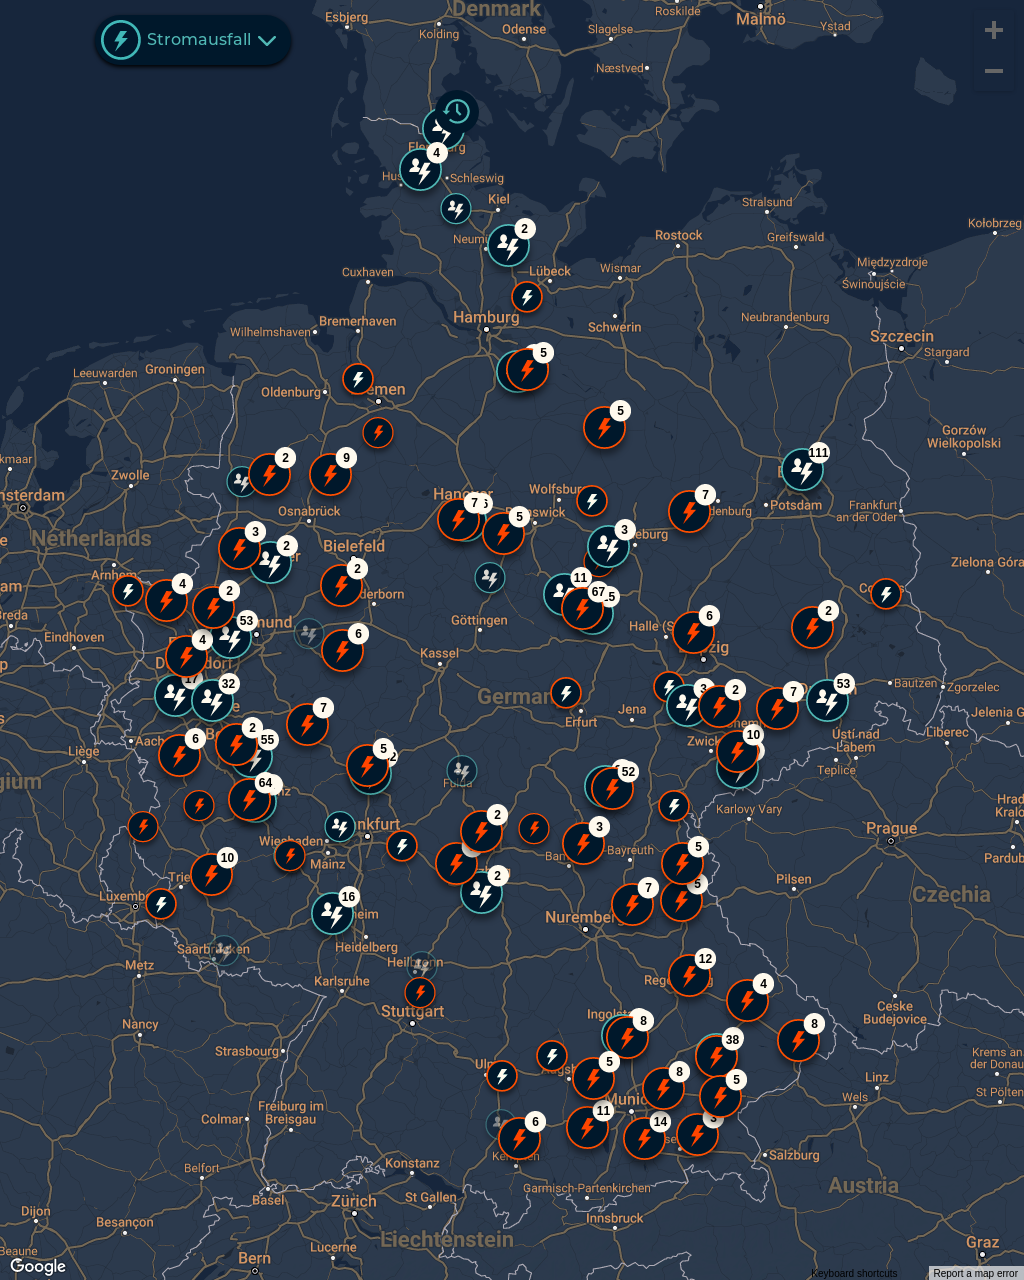 Denmark
Esbjerg
Kolding
Odense
Slagelse
Roskilde
Malmö
Ystad
Stromausfall
Næstved
4
Schleswig
Kiel
2
Stralsund
Rostock
Greifswald
Kołobrzeg
Międzyzdroje
Świnoujście
Cuxhaven
Lübeck
Wismar
Hamburg
Schwerin
Neubrandenburg
Szczecin
Stargard
Wilhelmshaven
Bremerhaven
Leeuwarden
Groningen
Oldenburg
5
5
Gorzów
Wielkopolski
Zwolle
2
9
111
Wolfsburg
7
5
7
Potsdam
Frankfurt
an der Oder
Osnabrück
Netherlands
3
2
Bielefeld
3
Zielona Góra
Arnhem
4
2
2
11
67
Göttingen
Halle (S
6
2
Eindhoven
53
4
6
Kassel
Bautzen
Zgorzelec
17
32
Germany
Erfurt
Jena
3
2
7
53
Jelenia G
7
10
Ústí nad
Labem
Liberec
Teplice
Liège
6
2
55
5
Fulda
52
64
Karlovy Vary
Prague
Wiesbaden
Mainz
2
3
Bayreuth
5
Pardub
10
2
Pilsen
Czechia
7
5
16
Nuremberg
Heidelberg
Saarbrücken
Metz
Karlsruhe
12
4
Stuttgart
Nancy
8
8
Ceske
Budejovice
Strasbourg
38
5
8
5
Krems an
der Donau
Linz
St Pölten
Wels
Colmar
Freiburg im
Breisgau
6
11
14
Salzburg
Belfort
Konstanz
Basel
Zürich
St Gallen
Garmisch-Partenkirchen
Innsbruck
Austria
Dijon
Besançon
Beaune
Lucerne
Liechtenstein
Bern
Graz
Google
Keyboard shortcuts
Report a map error